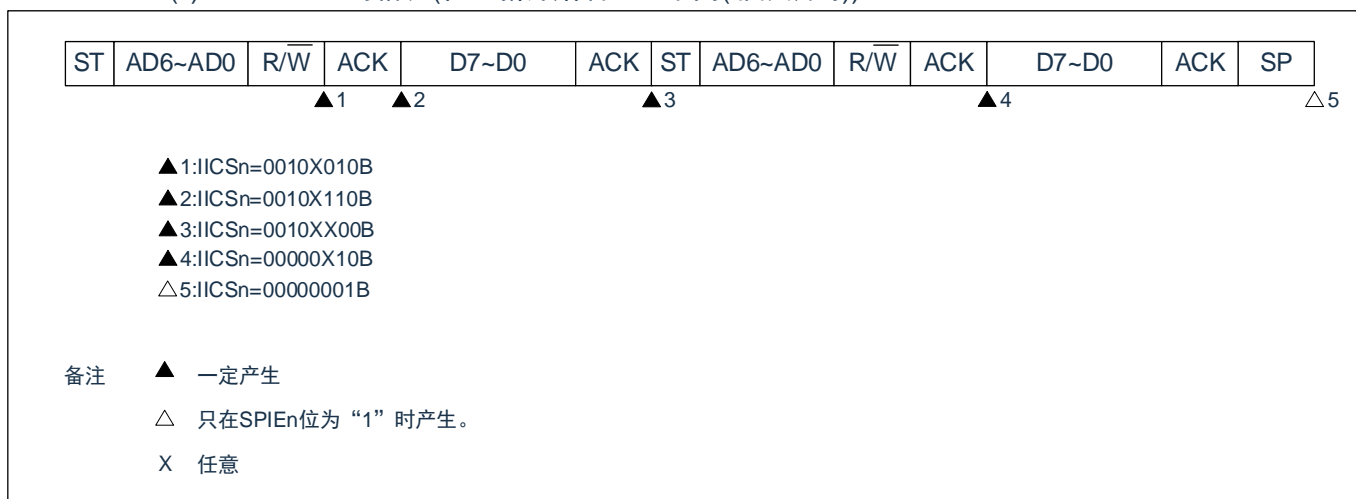 ST AD6~AD0 R/W ACK D7~D0 ACK ST AD6~AD0 R/W ACK D7~D0 ACK SP
▲1 ▲2 ▲3 ▲4 △5
▲1:IICSn=0010X010B
▲2:IICSn=0010X110B
▲3:IICSn=0010XX00B
▲4:IICSn=00000X10B
△5:IICSn=00000001B
备注 ▲ 一定产生
△ 只在SPIEn位为“1”时产生。
X 任意